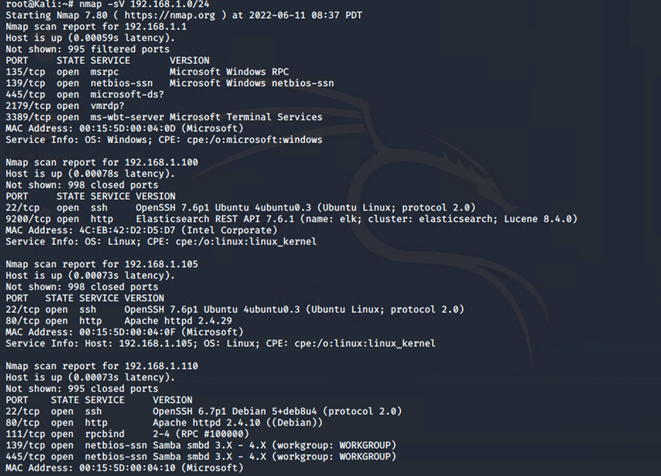 root@Kali:~# nmap -sV 192.168.1.0/24
Starting Nmap 7.80 ( https://nmap.org ) at 2022-06-11 08:37 PDT
Nmap scan report for 192.168.1.1
Host is up (0.00059s latency).
Not shown: 995 filtered ports
PORT     STATE SERVICE       VERSION
135/tcp  open  msrpc         Microsoft Windows RPC
139/tcp  open  netbios-ssn   Microsoft Windows netbios-ssn
445/tcp  open  microsoft-ds?
2179/tcp open  vmrdp?
3389/tcp open  ms-wbt-server Microsoft Terminal Services
MAC Address: 00:15:5D:00:04:0D (Microsoft)
Service Info: OS: Windows; CPE: cpe:/o:microsoft:windows

Nmap scan report for 192.168.1.100
Host is up (0.00078s latency).
Not shown: 998 closed ports
PORT     STATE SERVICE VERSION
22/tcp   open  ssh     OpenSSH 7.6p1 Ubuntu 4ubuntu0.3 (Ubuntu Linux; protocol 2.0)
9200/tcp open  http    Elasticsearch REST API 7.6.1 (name: elk; cluster: elasticsearch; Lucene 8.4.0)
MAC Address: 4C:EB:42:D2:D5:D7 (Intel Corporate)
Service Info: OS: Linux; CPE: cpe:/o:linux:linux_kernel

Nmap scan report for 192.168.1.105
Host is up (0.00073s latency).
Not shown: 998 closed ports
PORT   STATE SERVICE VERSION
22/tcp open  ssh     OpenSSH 7.6p1 Ubuntu 4ubuntu0.3 (Ubuntu Linux; protocol 2.0)
80/tcp open  http    Apache httpd 2.4.29
MAC Address: 00:15:5D:00:04:0F (Microsoft)
Service Info: Host: 192.168.1.105; OS: Linux; CPE: cpe:/o:linux:linux_kernel

Nmap scan report for 192.168.1.110
Host is up (0.00073s latency).
Not shown: 995 closed ports
PORT    STATE SERVICE     VERSION
22/tcp  open  ssh         OpenSSH 6.7p1 Debian 5+deb8u4 (protocol 2.0)
80/tcp  open  http        Apache httpd 2.4.10 ((Debian))
111/tcp open  rpcbind     2-4 (RPC #100000)
139/tcp open  netbios-ssn Samba smbd 3.X - 4.X (workgroup: WORKGROUP)
445/tcp open  netbios-ssn Samba smbd 3.X - 4.X (workgroup: WORKGROUP)
MAC Address: 00:15:5D:00:04:10 (Microsoft)